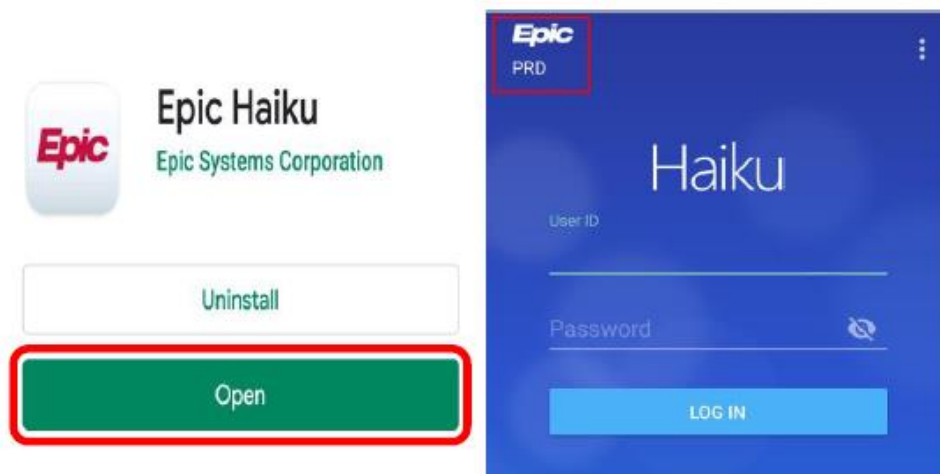 Epic
Epic Haiku
Epic Systems Corporation
Uninstall
Open
Epic
PRD
Haiku
User ID
Password
LOG IN